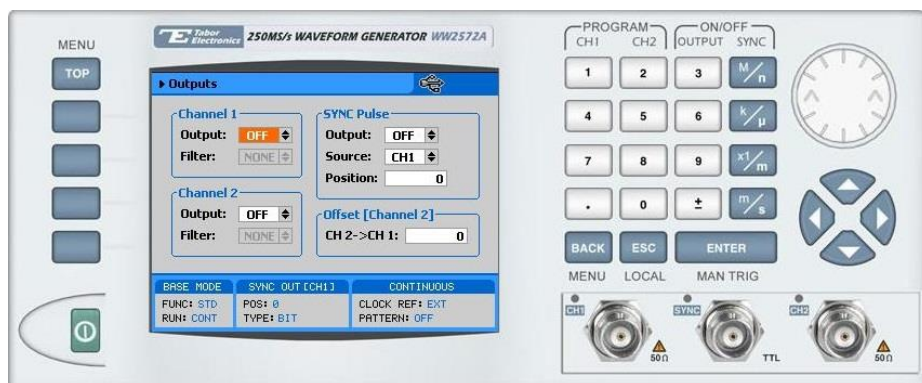 MENU
TOP
Tabor
Electronics
250MS/s WAVEFORM GENERATOR WW2572A
Outputs
Channel 1
Output: OFF
Filter: NONE
Channel 2
Output: OFF
Filter: NONE
SYNC Pulse
Output: OFF
Source: CH1
Position: 0
Offset [Channel 2]
CH 2->CH 1: 0
BASE MODE
FUNC: STD
RUN: CONT
SYNC OUT [CH1]
POS: 0
TYPE: BIT
CONTINUOUS
CLOCK REF: EXT
PATTERN: OFF
PROGRAM
CH1 CH2
ON/OFF
OUTPUT SYNC
1 2 3 M/n
4 5 6 k/μ
7 8 9 x1/m
. 0 ± m/s
BACK ESC ENTER
MENU LOCAL MAN TRIG
CH1 SYNC CH2
50Ω TTL 50Ω